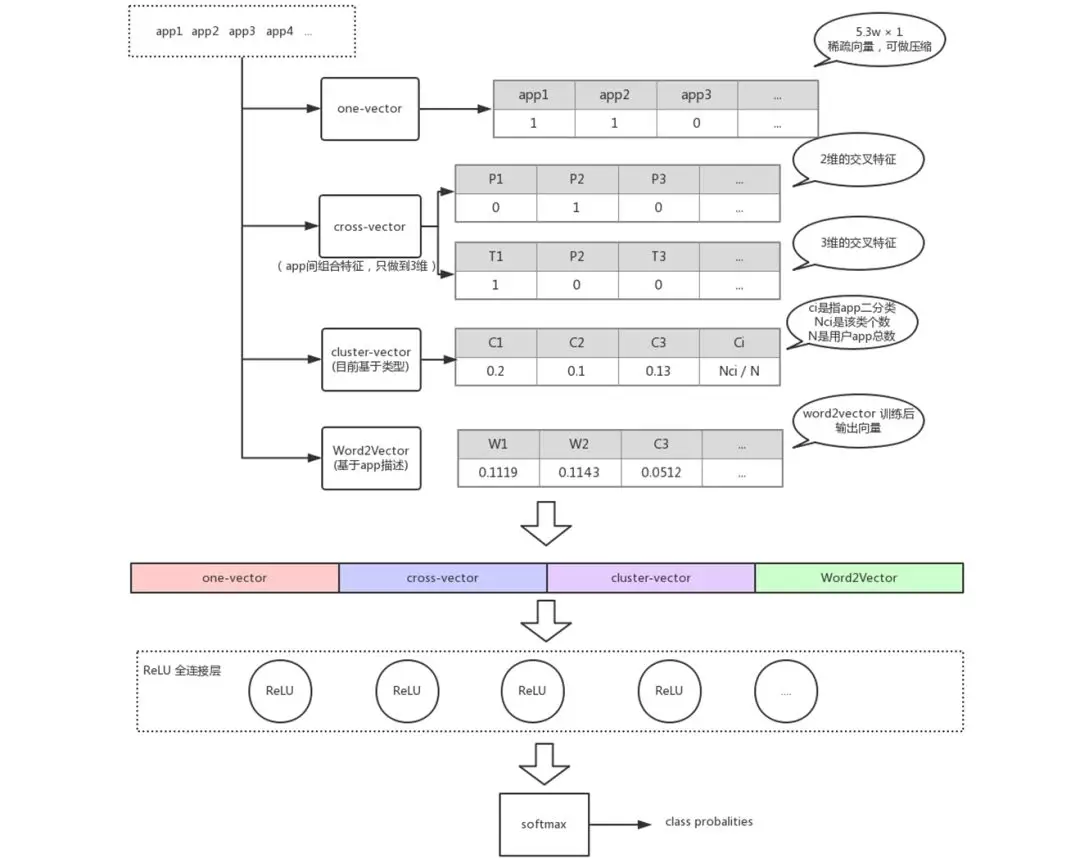 app1 app2 app3 app4 ...
5.3w × 1
稀疏向量，可做压缩
one-vector
app1 app2 app3 ...
1 1 0 ...
2维的交叉特征
P1 P2 P3 ...
0 1 0 ...
cross-vector
（app间组合特征，只做到3维）
3维的交叉特征
T1 P2 T3 ...
1 0 0 ...
ci是指app二分类
Nci是该类个数
N是用户app总数
cluster-vector
(目前基于类型)
C1 C2 C3 Ci
0.2 0.1 0.13 Nci / N
word2vector 训练后
输出向量
Word2Vector
(基于app描述)
W1 W2 C3 ...
0.1119 0.1143 0.0512 ...
one-vector cross-vector cluster-vector Word2Vector
ReLU 全连接层
ReLU ReLU ReLU ReLU ....
softmax
class probalities